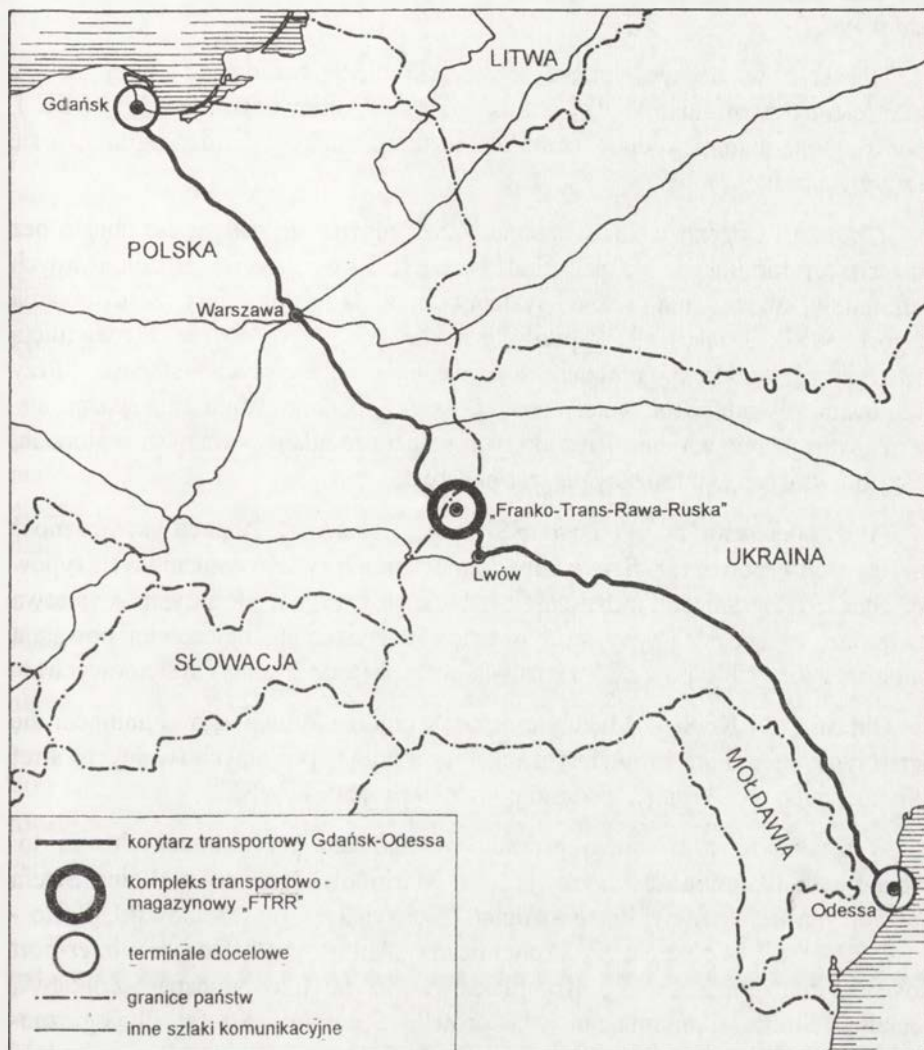 LITWA
Gdańsk
POLSKA
Warszawa
„Franko-Trans-Rawa-Ruska"
Lwów
UKRAINA
SŁOWACJA
MOŁDAWIA
Odessa
korytarz transportowy Gdańsk-Odessa
kompleks transportowo -
magazynowy „FTRR"
terminale docelowe
granice państw
inne szlaki komunikacyjne